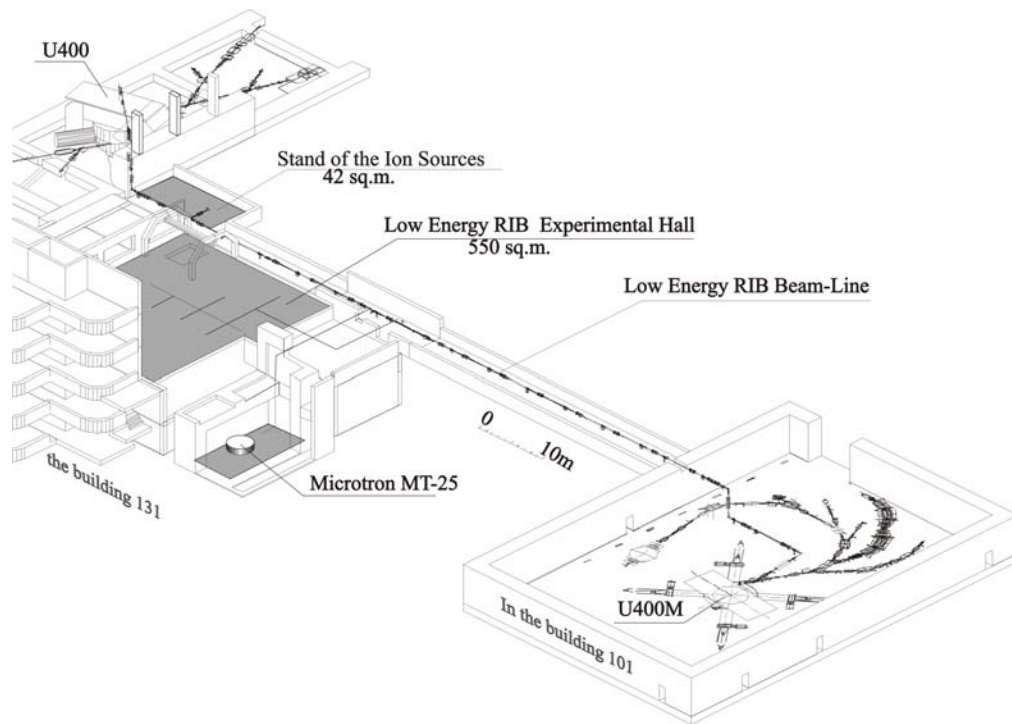 U400
Stand of the Ion Sources
42 sq.m.
Low Energy RIB Experimental Hall
550 sq.m.
Low Energy RIB Beam-Line
0
10m
Microtron MT-25
the building 131
U400M
In the building 101